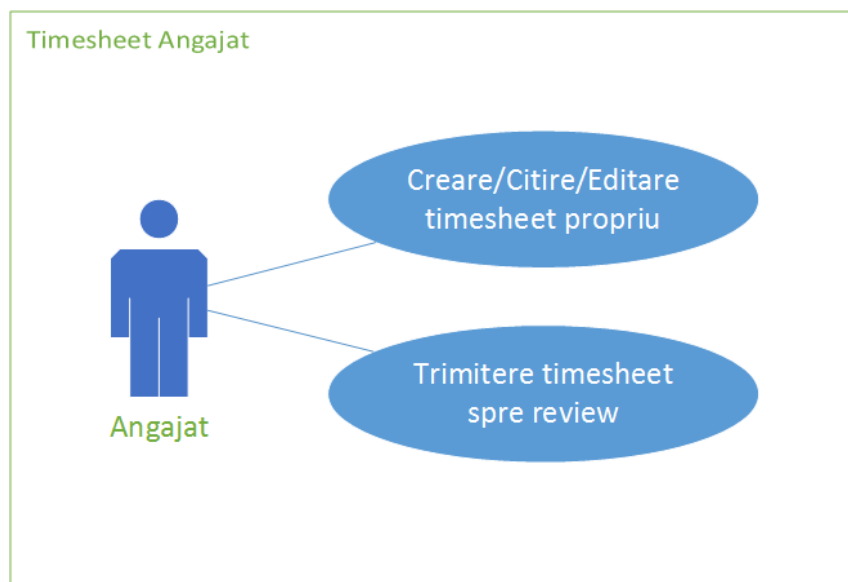 Timesheet Angajat
Creare/Citire/Editare
timesheet propriu
Trimitere timesheet
spre review
Angajat